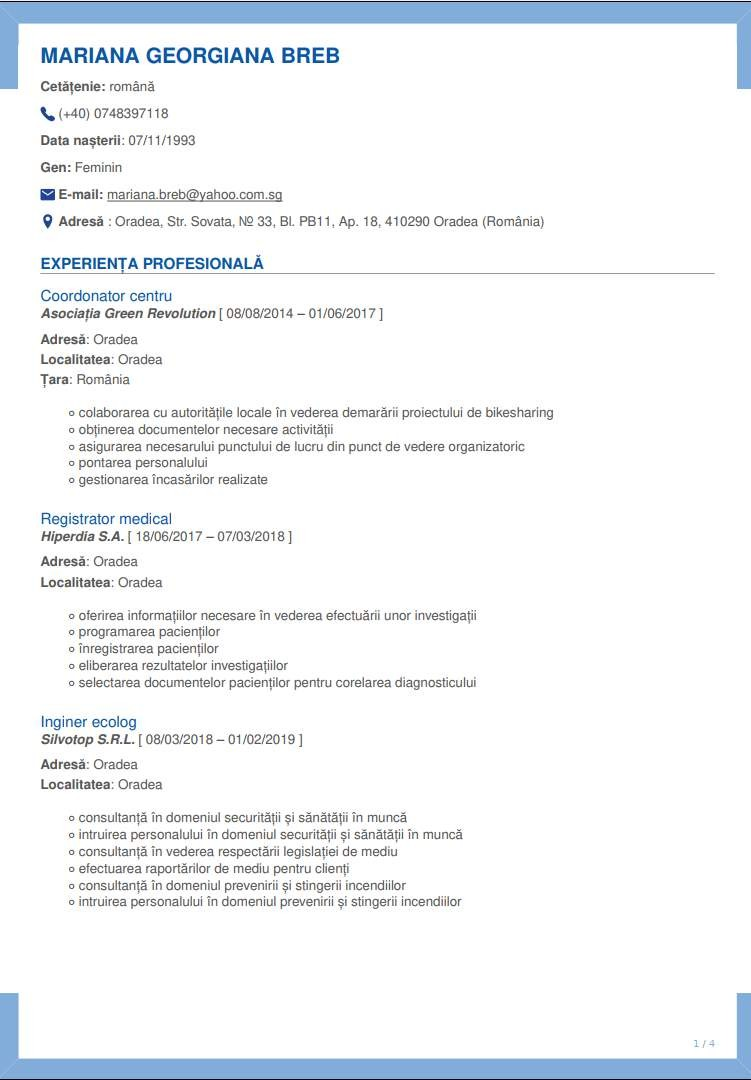 MARIANA GEORGIANA BREB
Cetățenie: română
(+40) 0748397118
Data nașterii: 07/11/1993
Gen: Feminin
E-mail: mariana.breb@yahoo.com.sg
Adresă : Oradea, Str. Sovata, № 33, Bl. PB11, Ap. 18, 410290 Oradea (România)
EXPERIENȚA PROFESIONALĂ
Coordonator centru
Asociația Green Revolution [ 08/08/2014 – 01/06/2017 ]
Adresă: Oradea
Localitatea: Oradea
Țara: România
colaborarea cu autoritățile locale în vederea demarării proiectului de bikesharing
obținerea documentelor necesare activității
asigurarea necesarului punctului de lucru din punct de vedere organizatoric
pontarea personalului
gestionarea încasărilor realizate
Registrator medical
Hiperdia S.A. [ 18/06/2017 – 07/03/2018 ]
Adresă: Oradea
Localitatea: Oradea
oferirea informațiilor necesare în vederea efectuării unor investigații
programarea pacienților
înregistrarea pacienților
eliberarea rezultatelor investigațiilor
selectarea documentelor pacienților pentru corelarea diagnosticului
Inginer ecolog
Silvotop S.R.L. [ 08/03/2018 – 01/02/2019 ]
Adresă: Oradea
Localitatea: Oradea
consultanță în domeniul securității și sănătății în muncă
intruirea personalului în domeniul securității și sănătății în muncă
consultanță în vederea respectării legislației de mediu
efectuarea raportărilor de mediu pentru clienți
consultanță în domeniul prevenirii și stingerii incendiilor
intruirea personalului în domeniul prevenirii și stingerii incendiilor
1 / 4